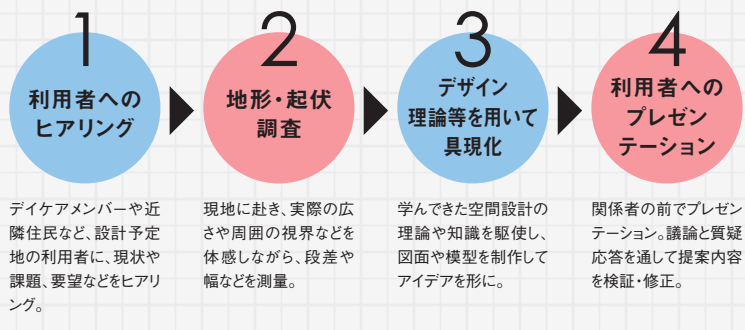 1
利用者への
ヒアリング
デイケアメンバーや近
隣住民など、設計予定
地の利用者に、現状や
課題、要望などをヒアリ
ング。
2
地形・起伏
調査
現地に赴き、実際の広
さや周囲の視界などを
体感しながら、段差や
幅などを測量。
3
デザイン
理論等を用いて
具現化
学んできた空間設計の
理論や知識を駆使し、
図面や模型を制作して
アイデアを形に。
4
利用者への
プレゼン
テーション
関係者の前でプレゼン
テーション。議論と質疑
応答を通して提案内容
を検証・修正。